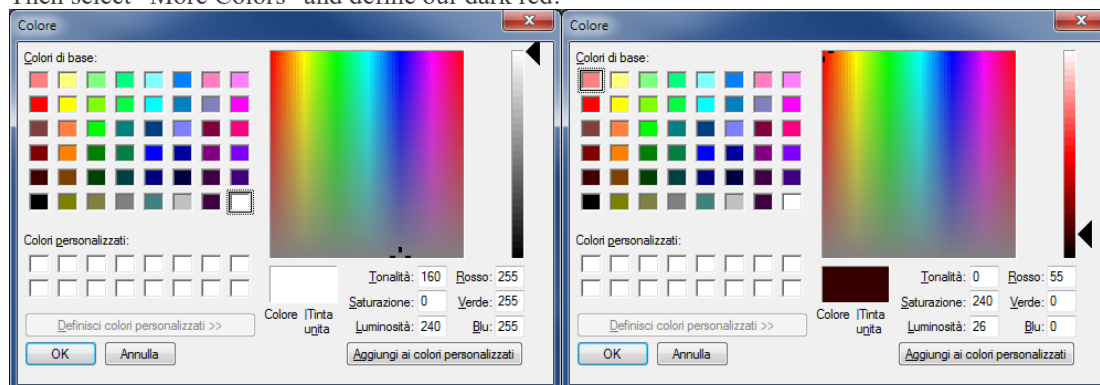 Then select "More Colors" and define our dark red:
Colore
Colori di base:
Colori personalizzati:
Definisci colori personalizzati >>
OK Annulla
Colore |Tinta unita
Tonalità: 160 Rosso: 255
Saturazione: 0 Verde: 255
Luminosità: 240 Blu: 255
Aggiungi ai colori personalizzati
Colore
Colori di base:
Colori personalizzati:
Definisci colori personalizzati >>
OK Annulla
Colore |Tinta unita
Tonalità: 0 Rosso: 55
Saturazione: 240 Verde: 0
Luminosità: 26 Blu: 0
Aggiungi ai colori personalizzati